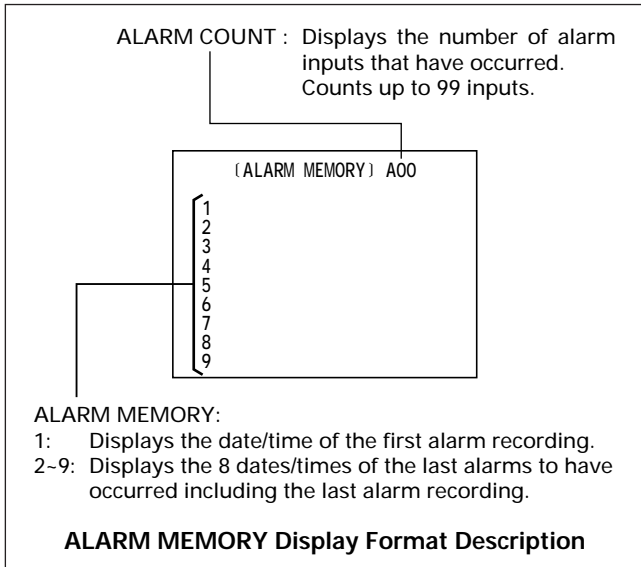 ALARM COUNT : Displays the number of alarm
inputs that have occurred.
Counts up to 99 inputs.
(ALARM MEMORY) A00
1
2
3
4
5
6
7
8
9
ALARM MEMORY:
1: Displays the date/time of the first alarm recording.
2~9: Displays the 8 dates/times of the last alarms to have
occurred including the last alarm recording.
ALARM MEMORY Display Format Description